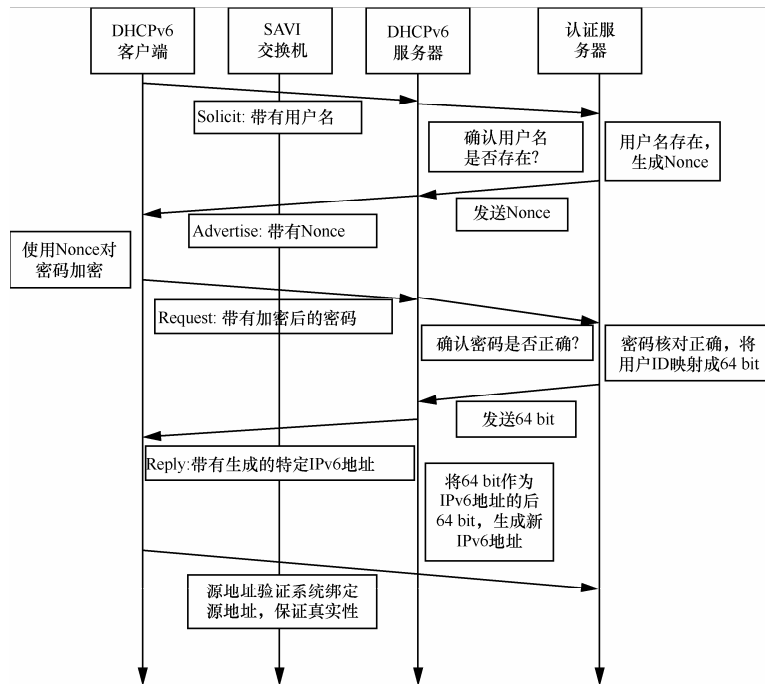 DHCPv6
客户端
SAVI
交换机
DHCPv6
服务器
认证服
务器
Solicit: 带有用户名
确认用户名
是否存在?
用户名存在,
生成Nonce
发送Nonce
Advertise: 带有Nonce
使用Nonce对
密码加密
Request: 带有加密后的密码
确认密码是否正确?
密码核对正确，将
用户ID映射成64 bit
发送64 bit
Reply:带有生成的特定IPv6地址
将64 bit作为
IPv6地址的后
64 bit，生成新
IPv6地址
源地址验证系统绑定
源地址，保证真实性